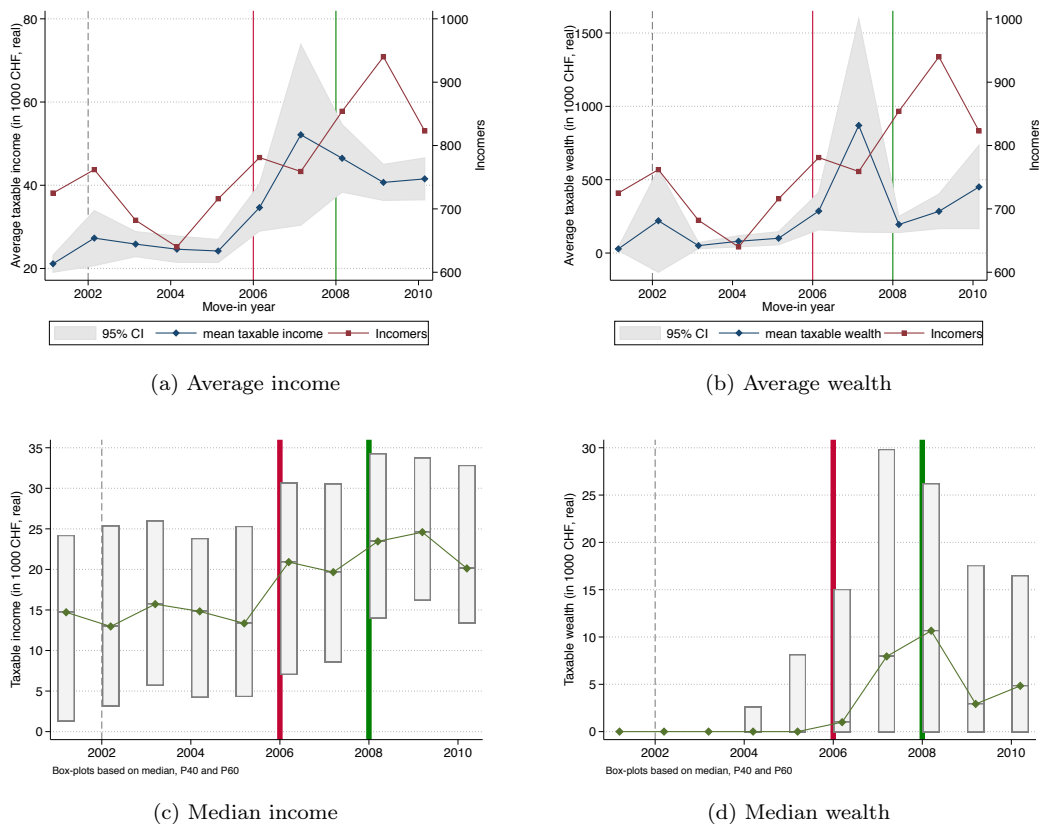 Average taxable income (in 1000 CHF, real)
80
60
40
20
1000
900
800
700
600
Incomers
2002
2004
2006
2008
2010
Move-in year
95% CI
mean taxable income
Incomers
(a) Average income
Average taxable wealth (in 1000 CHF, real)
1500
1000
500
0
1000
900
800
700
600
Incomers
2002
2004
2006
2008
2010
Move-in year
95% CI
mean taxable wealth
Incomers
(b) Average wealth
Taxable income (in 1000 CHF, real)
35
30
25
20
15
10
5
0
2002
2004
2006
2008
2010
Box-plots based on median, P40 and P60
(c) Median income
Taxable wealth (in 1000 CHF, real)
30
25
20
15
10
5
0
2002
2004
2006
2008
2010
Box-plots based on median, P40 and P60
(d) Median wealth